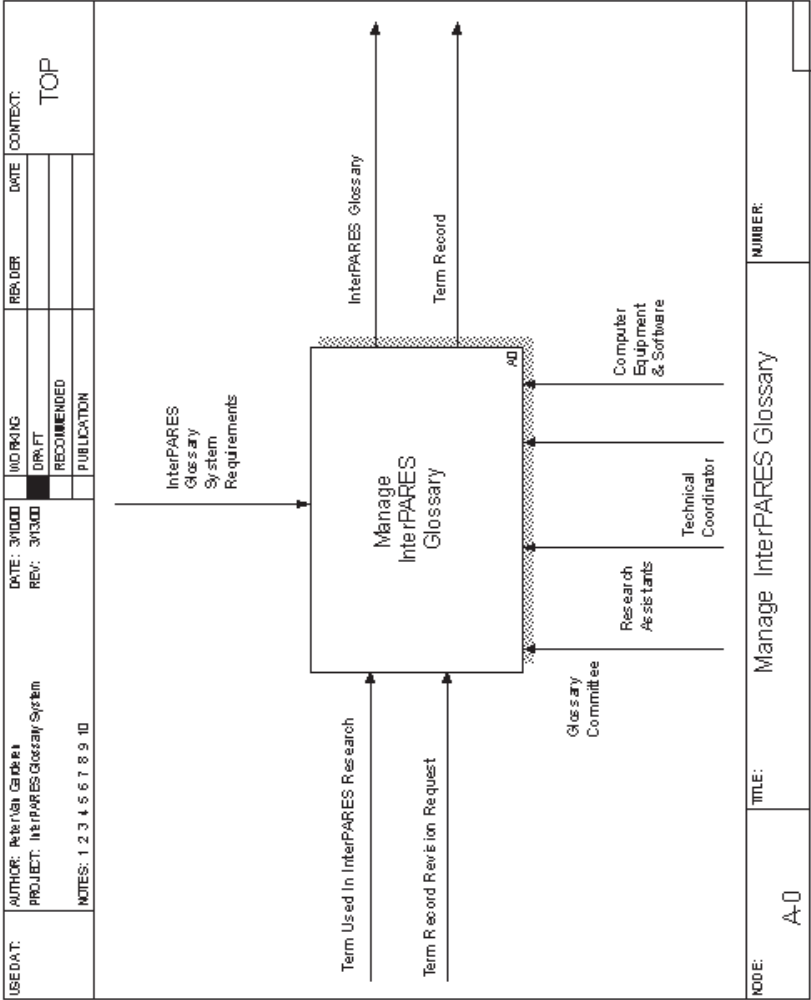 USED AT:
AUTHOR: Peter Van Garderen
PROJECT: InterPARES Glossary System
NOTES: 1 2 3 4 5 6 7 8 9 10
DATE: 3/10/00
REV: 3/13/00
WORKING
DRAFT
RECOMMENDED
PUBLICATION
READER
DATE
CONTEXT:
TOP
InterPARES
Glossary
System
Requirements
Term Used In InterPARES Research
Term Record Revision Request
Manage
InterPARES
Glossary
A0
InterPARES Glossary
Term Record
Glossary
Committee
Research
Assistants
Technical
Coordinator
Computer
Equipment
& Software
NODE:
A-0
TITLE:
Manage InterPARES Glossary
NUMBER: